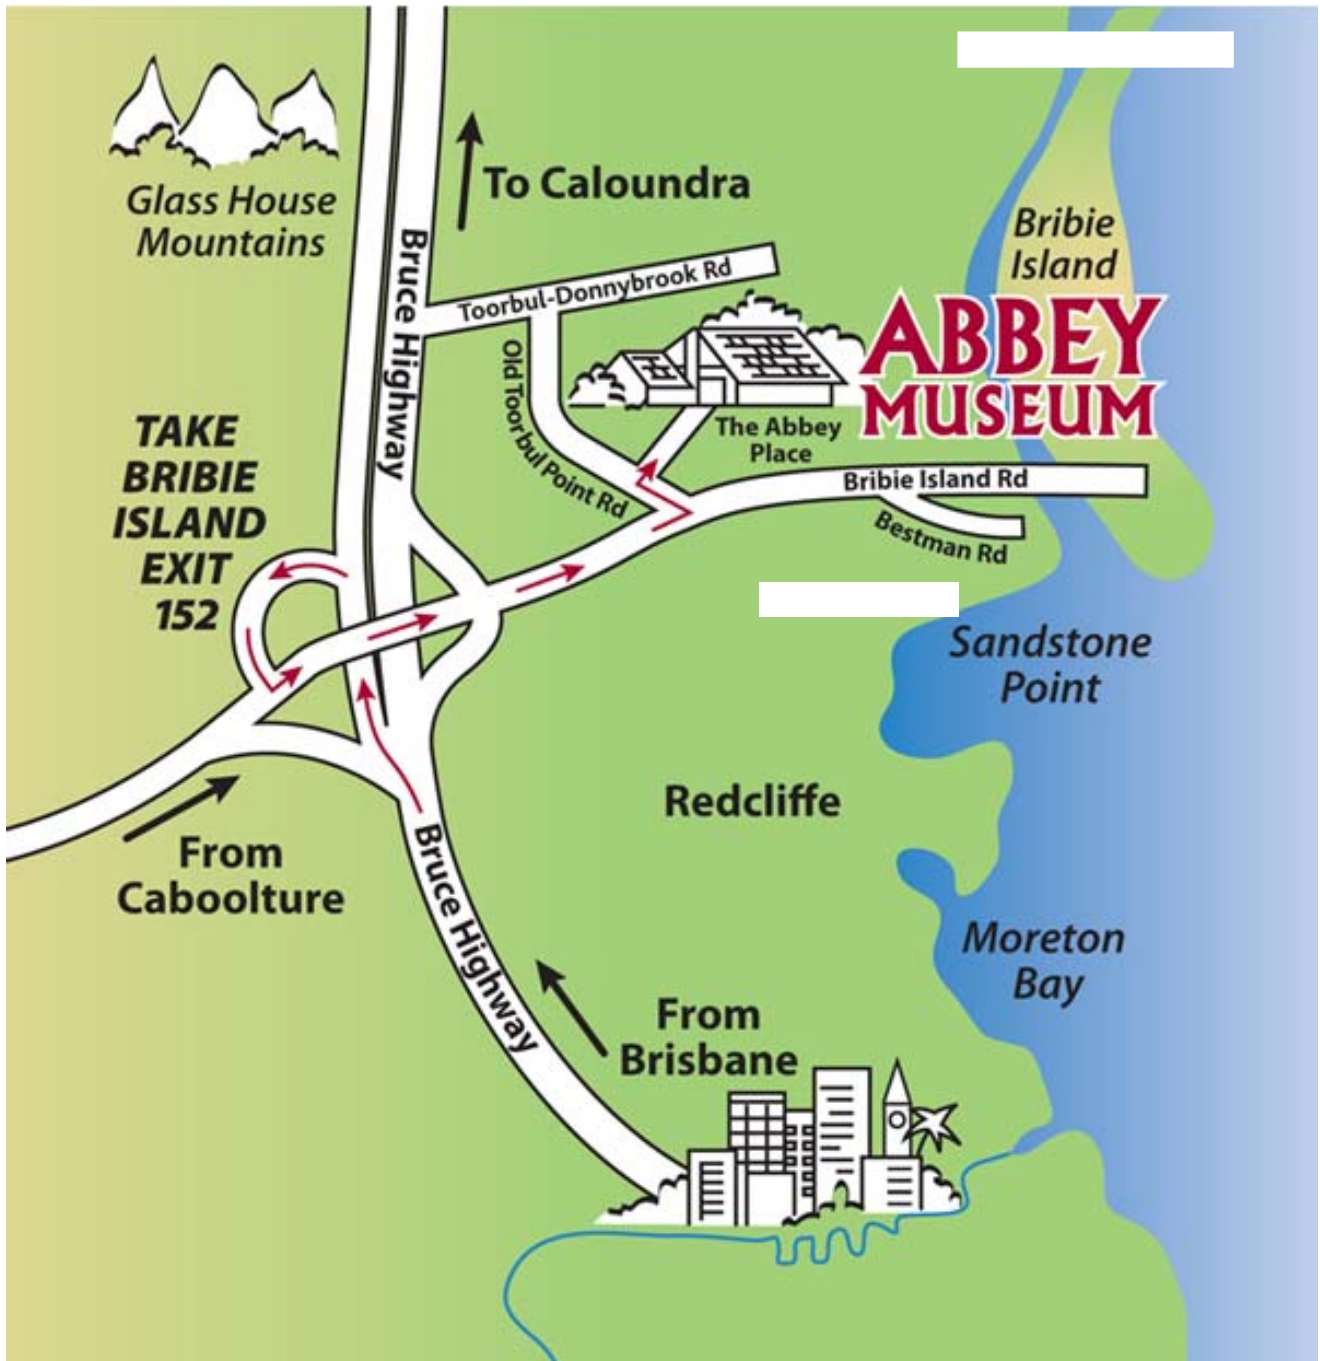 To Caloundra
Glass House
Mountains
Bribie
Island
Bruce Highway
Toorbul-Donnybrook Rd
ABBEY
MUSEUM
Old Toorbul Point Rd
The Abbey
Place
TAKE
BRIBIE
ISLAND
EXIT
152
Bribie Island Rd
Bestman Rd
Sandstone
Point
Redcliffe
From
Caboolture
Bruce Highway
Moreton
Bay
From
Brisbane